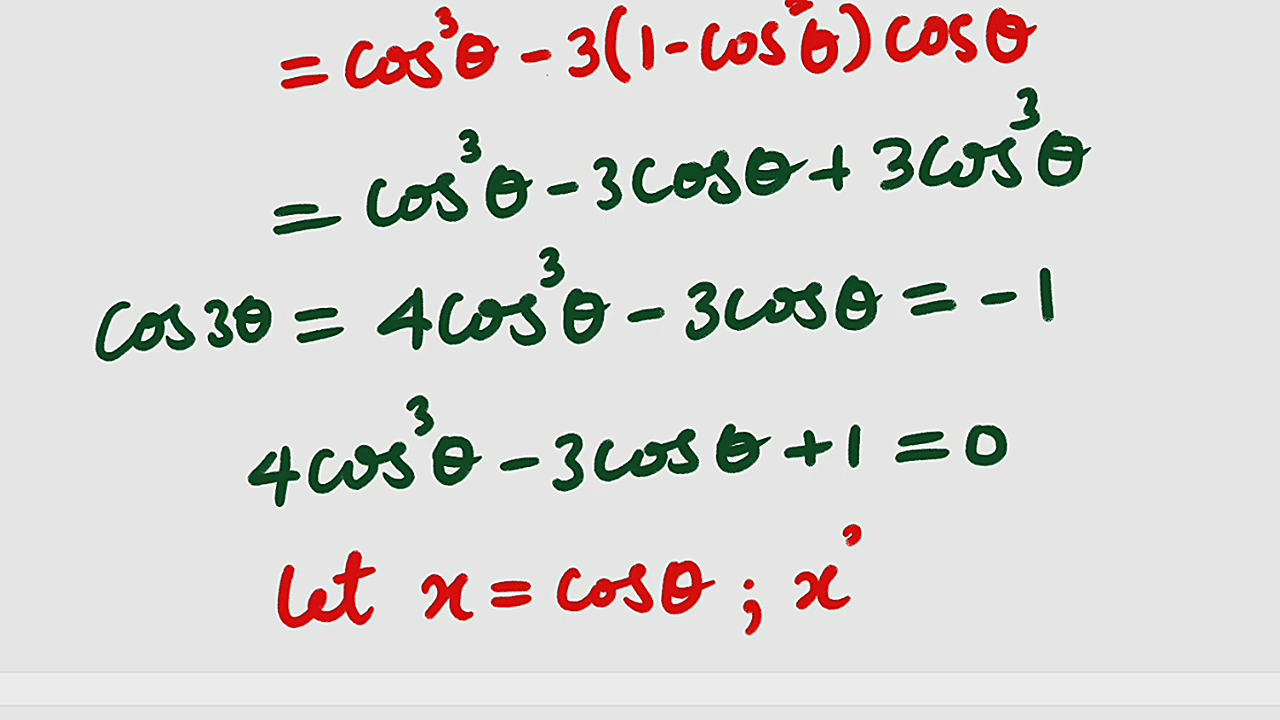 = cos³θ - 3(1-cos²θ)cosθ
= cos³θ - 3cosθ + 3cos³θ
cos3θ = 4cos³θ - 3cosθ = -1
4cos³θ - 3cosθ + 1 = 0
let x = cosθ ; x